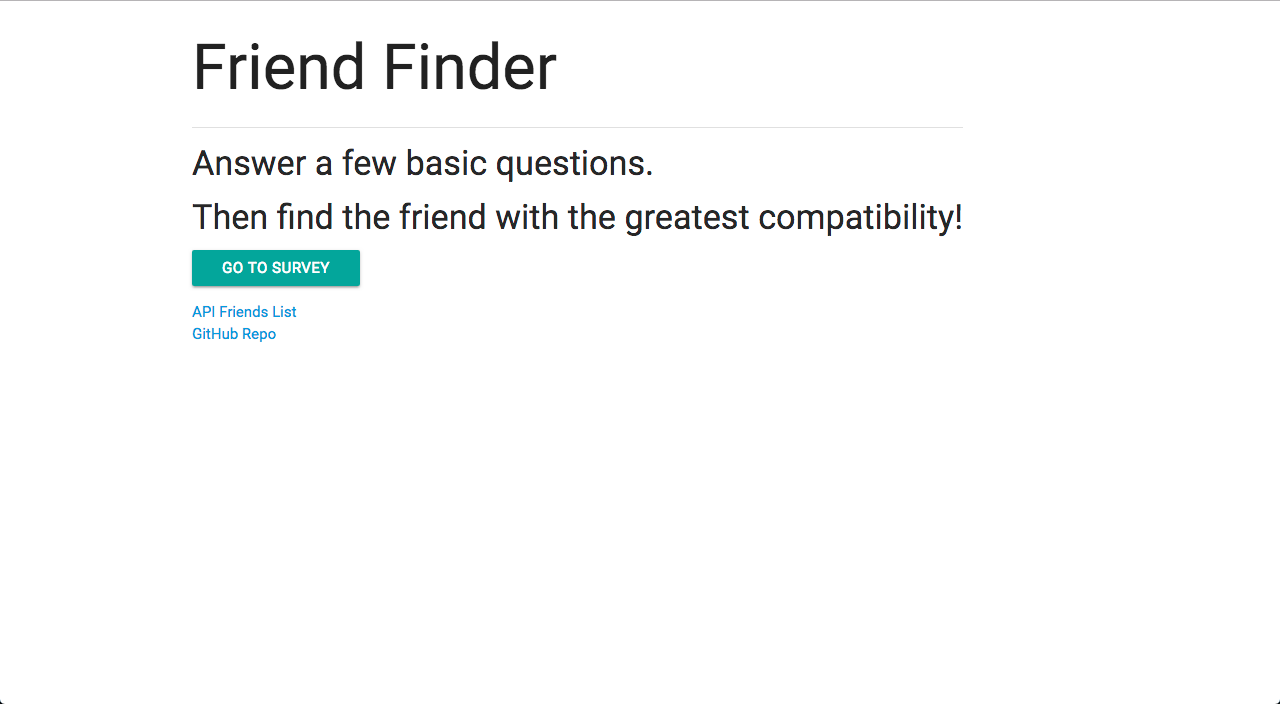 Friend Finder
Answer a few basic questions.
Then find the friend with the greatest compatibility!
GO TO SURVEY
API Friends List
GitHub Repo